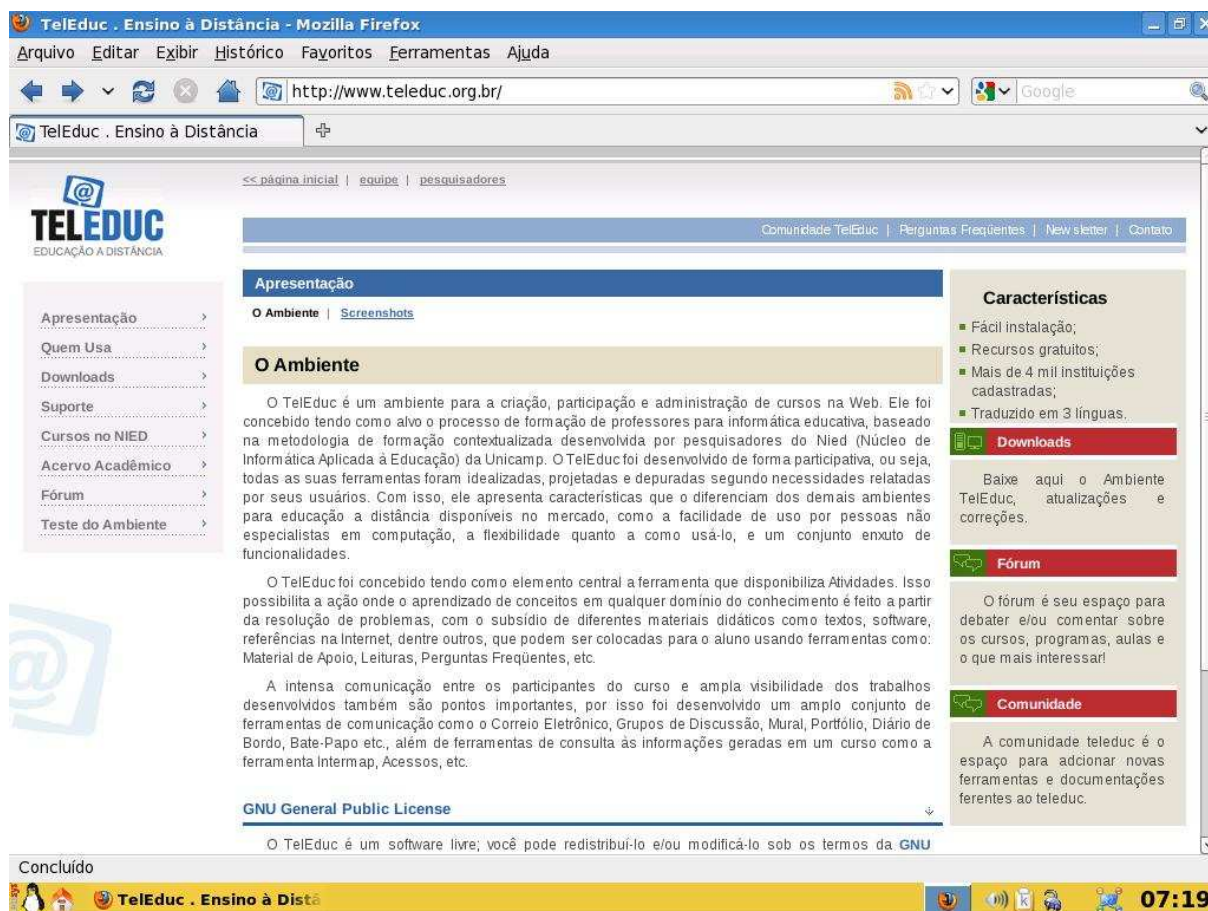 TelEduc . Ensino à Distância - Mozilla Firefox
Arquivo Editar Exibir Histórico Favoritos Ferramentas Ajuda
http://www.teleduc.org.br/
Google
TelEduc . Ensino à Distância
<< página inicial | equipe | pesquisadores
TELEDUC
EDUCAÇÃO A DISTÂNCIA
Comunidade TelEduc | Perguntas Freqüentes | Newsletter | Contato
Apresentação
Quem Usa
Downloads
Suporte
Cursos no NIED
Acervo Acadêmico
Fórum
Teste do Ambiente
Apresentação
O Ambiente | Screenshots
O Ambiente
O TelEduc é um ambiente para a criação, participação e administração de cursos na Web. Ele foi
concebido tendo como alvo o processo de formação de professores para informática educativa, baseado
na metodologia de formação contextualizada desenvolvida por pesquisadores do Nied (Núcleo de
Informática Aplicada à Educação) da Unicamp. O TelEduc foi desenvolvido de forma participativa, ou seja,
todas as suas ferramentas foram idealizadas, projetadas e depuradas segundo necessidades relatadas
por seus usuários. Com isso, ele apresenta características que o diferenciam dos demais ambientes
para educação a distância disponíveis no mercado, como a facilidade de uso por pessoas não
especialistas em computação, a flexibilidade quanto a como usá-lo, e um conjunto enxuto de
funcionalidades.
O TelEduc foi concebido tendo como elemento central a ferramenta que disponibiliza Atividades. Isso
possibilita a ação onde o aprendizado de conceitos em qualquer domínio do conhecimento é feito a partir
da resolução de problemas, com o subsídio de diferentes materiais didáticos como textos, software,
referências na Internet, dentre outros, que podem ser colocadas para o aluno usando ferramentas como:
Material de Apoio, Leituras, Perguntas Freqüentes, etc.
A intensa comunicação entre os participantes do curso e ampla visibilidade dos trabalhos
desenvolvidos também são pontos importantes, por isso foi desenvolvido um amplo conjunto de
ferramentas de comunicação como o Correio Eletrônico, Grupos de Discussão, Mural, Portfólio, Diário de
Bordo, Bate-Papo etc., além de ferramentas de consulta às informações geradas em um curso como a
ferramenta Intermap, Acessos, etc.
GNU General Public License
O TelEduc é um software livre; você pode redistribuí-lo e/ou modificá-lo sob os termos da GNU
Características
Fácil instalação;
Recursos gratuitos;
Mais de 4 mil instituições
cadastradas;
Traduzido em 3 línguas.
Downloads
Baixe aqui o Ambiente
TelEduc, atualizações e
correções.
Fórum
O fórum é seu espaço para
debater e/ou comentar sobre
os cursos, programas, aulas e
o que mais interessar!
Comunidade
A comunidade teleduc é o
espaço para adcionar novas
ferramentas e documentações
ferentes ao teleduc.
Concluído
TelEduc . Ensino à Distâ
07:19